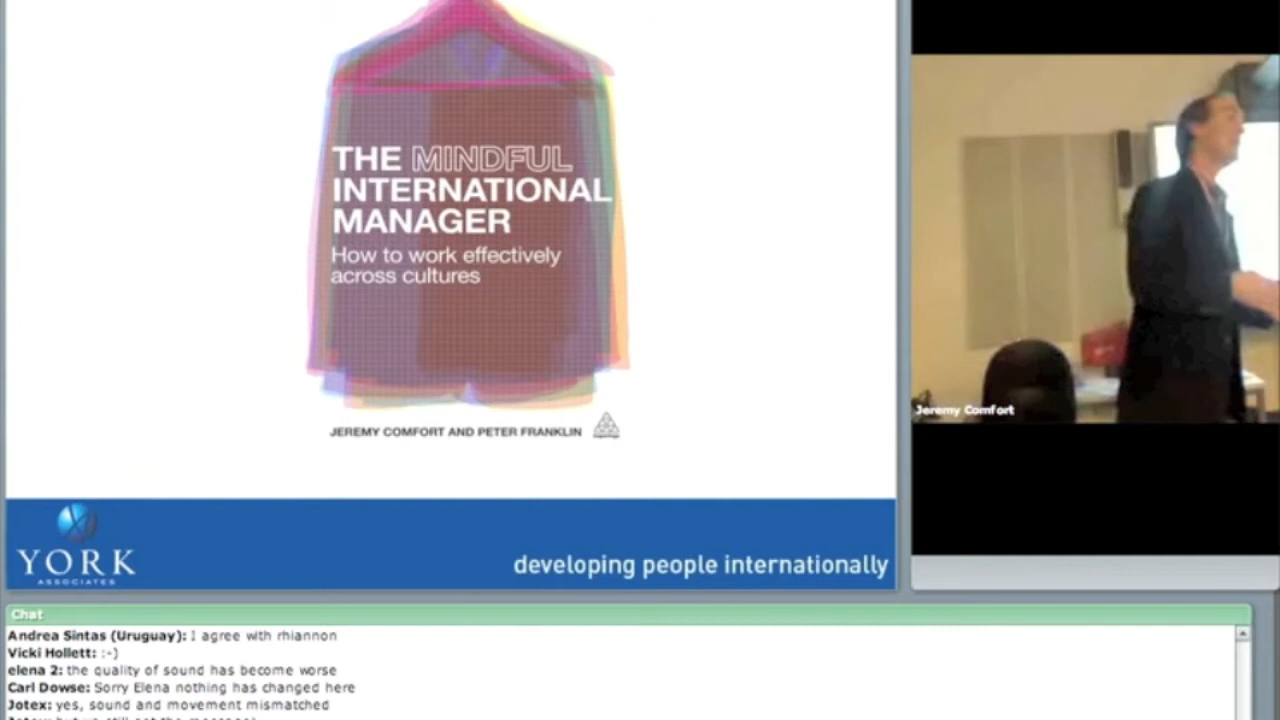 THE MINDFUL
INTERNATIONAL
MANAGER
How to work effectively
across cultures
JEREMY COMFORT AND PETER FRANKLIN
YORK
ASSOCIATES
developing people internationally
Jeremy Comfort
Chat
Andrea Sintas (Uruguay): I agree with rhiannon
Vicki Hollett: :-)
elena 2: the quality of sound has become worse
Carl Dowse: Sorry Elena nothing has changed here
Jotex: yes, sound and movement mismatched